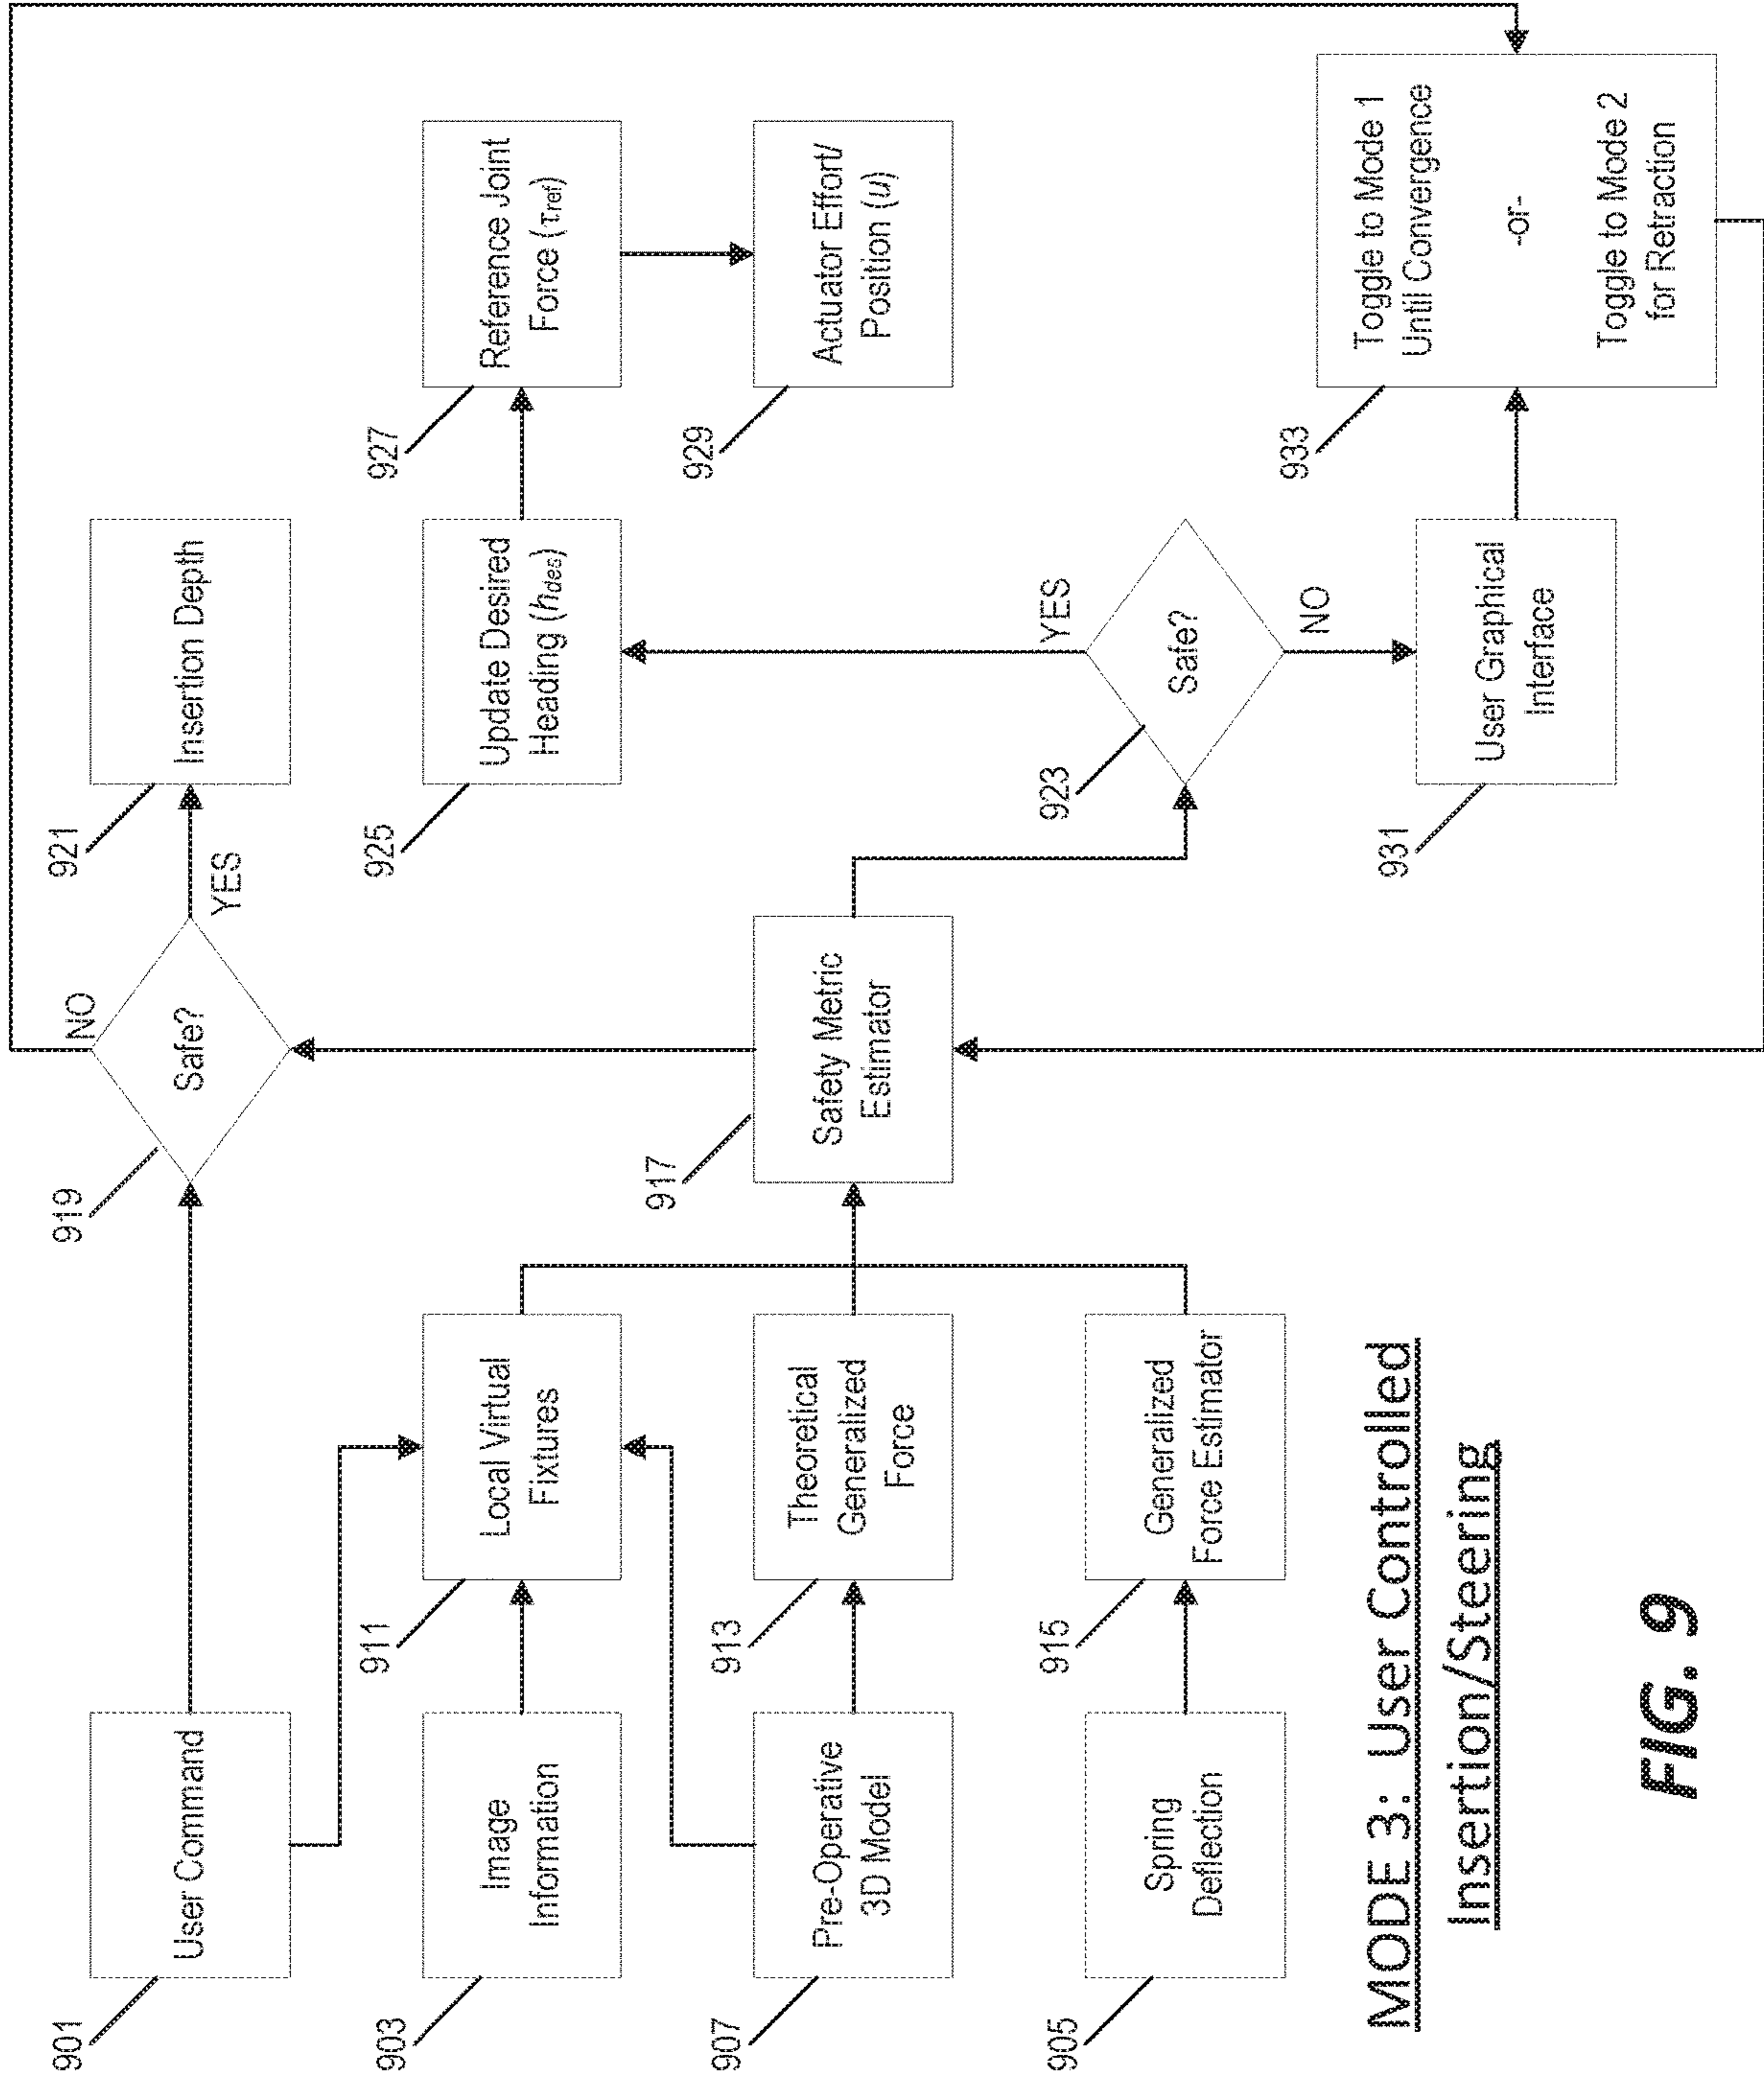 901
User Command
903
Image
Information
907
Pre-Operative
3D Model
905
Spring
Deflection
911
Local Virtual
Fixtures
913
Theoretical
Generalized
Force
915
Generalized
Force Estimator
919
Safe?
NO
YES
917
Safety Metric
Estimator
921
Insertion Depth
925
Update Desired
Heading (hdes)
923
Safe?
YES
NO
931
User Graphical
Interface
927
Reference Joint
Force (τref)
929
Actuator Effort/
Position (u)
933
Toggle to Mode 1
Until Convergence
-or-
Toggle to Mode 2
for Retraction
MODE 3: User Controlled
Insertion/Steering
FIG. 9